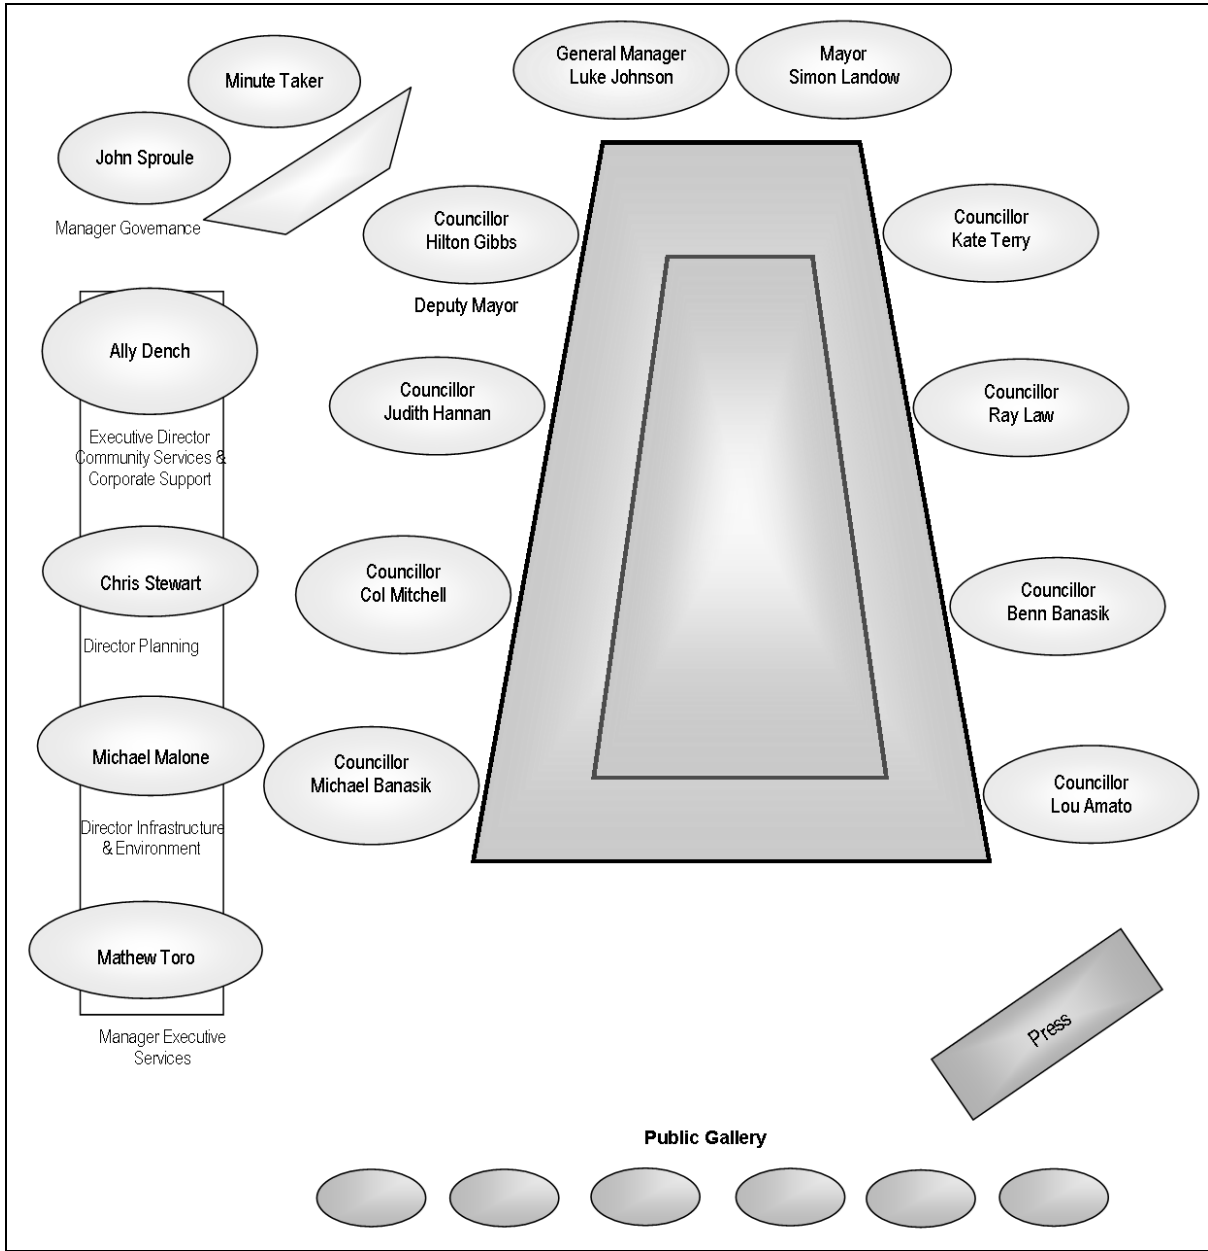 General Manager
Luke Johnson
Mayor
Simon Landow
Minute Taker
John Sproule
Manager Governance
Councillor
Hilton Gibbs
Deputy Mayor
Councillor
Kate Terry
Ally Dench
Executive Director
Community Services &
Corporate Support
Councillor
Judith Hannan
Councillor
Ray Law
Chris Stewart
Director Planning
Councillor
Col Mitchell
Councillor
Benn Banasik
Michael Malone
Director Infrastructure
& Environment
Councillor
Michael Banasik
Councillor
Lou Amato
Mathew Toro
Manager Executive
Services
Press
Public Gallery